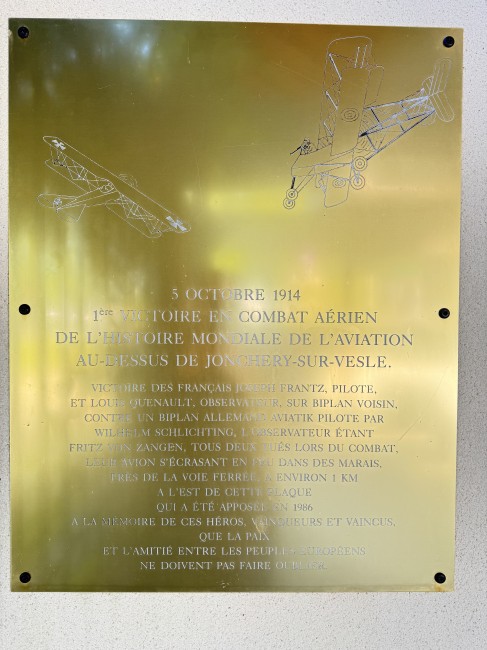 5 OCTOBRE 1914
1ère VICTOIRE EN COMBAT AÉRIEN
DE L'HISTOIRE MONDIALE DE L'AVIATION
AU-DESSUS DE JONCHERY-SUR-VESLE.
VICTOIRE DES FRANÇAIS JOSEPH FRANTZ, PILOTE,
ET LOUIS QUENAULT, OBSERVATEUR, SUR BIPLAN VOISIN,
CONTRE UN BIPLAN ALLEMAND AVIATIK PILOTE PAR
WILHELM SCHLICHTING, L'OBSERVATEUR ÉTANT
FRITZ VON ZANGEN, TOUS DEUX TUÉS LORS DU COMBAT,
LEUR AVION S'ÉCRASANT EN FEU DANS DES MARAIS,
PRÈS DE LA VOIE FERRÉE, À ENVIRON 1 KM
A L'EST DE CETTE PLAQUE
QUI A ÉTÉ APPOSÉE EN 1986
A LA MÉMOIRE DE CES HÉROS, VAINQUEURS ET VAINCUS,
QUE LA PAIX
ET L'AMITIÉ ENTRE LES PEUPLES EUROPÉENS
NE DOIVENT PAS FAIRE OUBLIER.